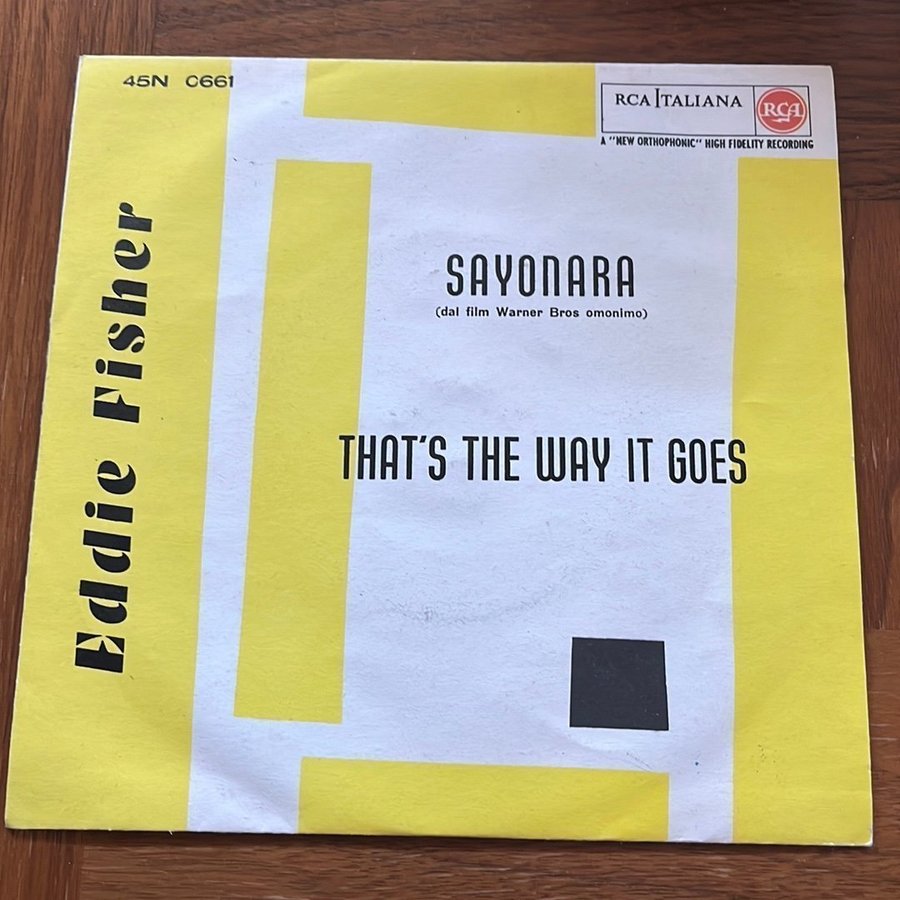 45N 0661
RCA ITALIANA
RCA
A "NEW ORTHOPHONIC" HIGH FIDELITY RECORDING
Eddie Fisher
SAYONARA
(dal film Warner Bros omonimo)
THAT'S THE WAY IT GOES